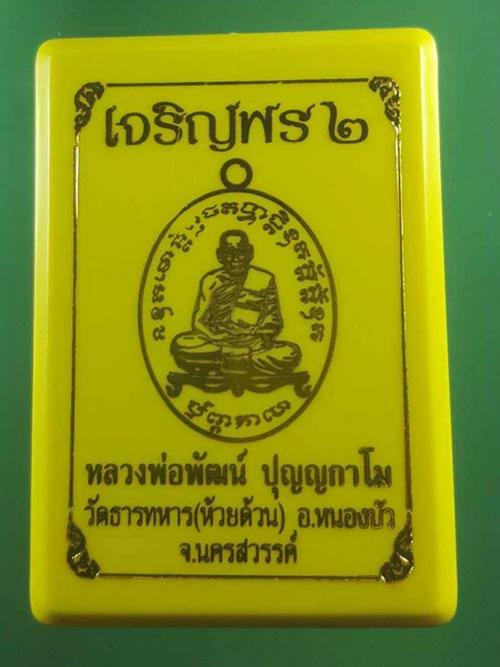 เจริญพร ๒
หลวงพ่อพัฒน์ ปุญญกาโม
วัดธารทหาร(ห้วยด้วน) อ.หนองบัว
จ.นครสวรรค์